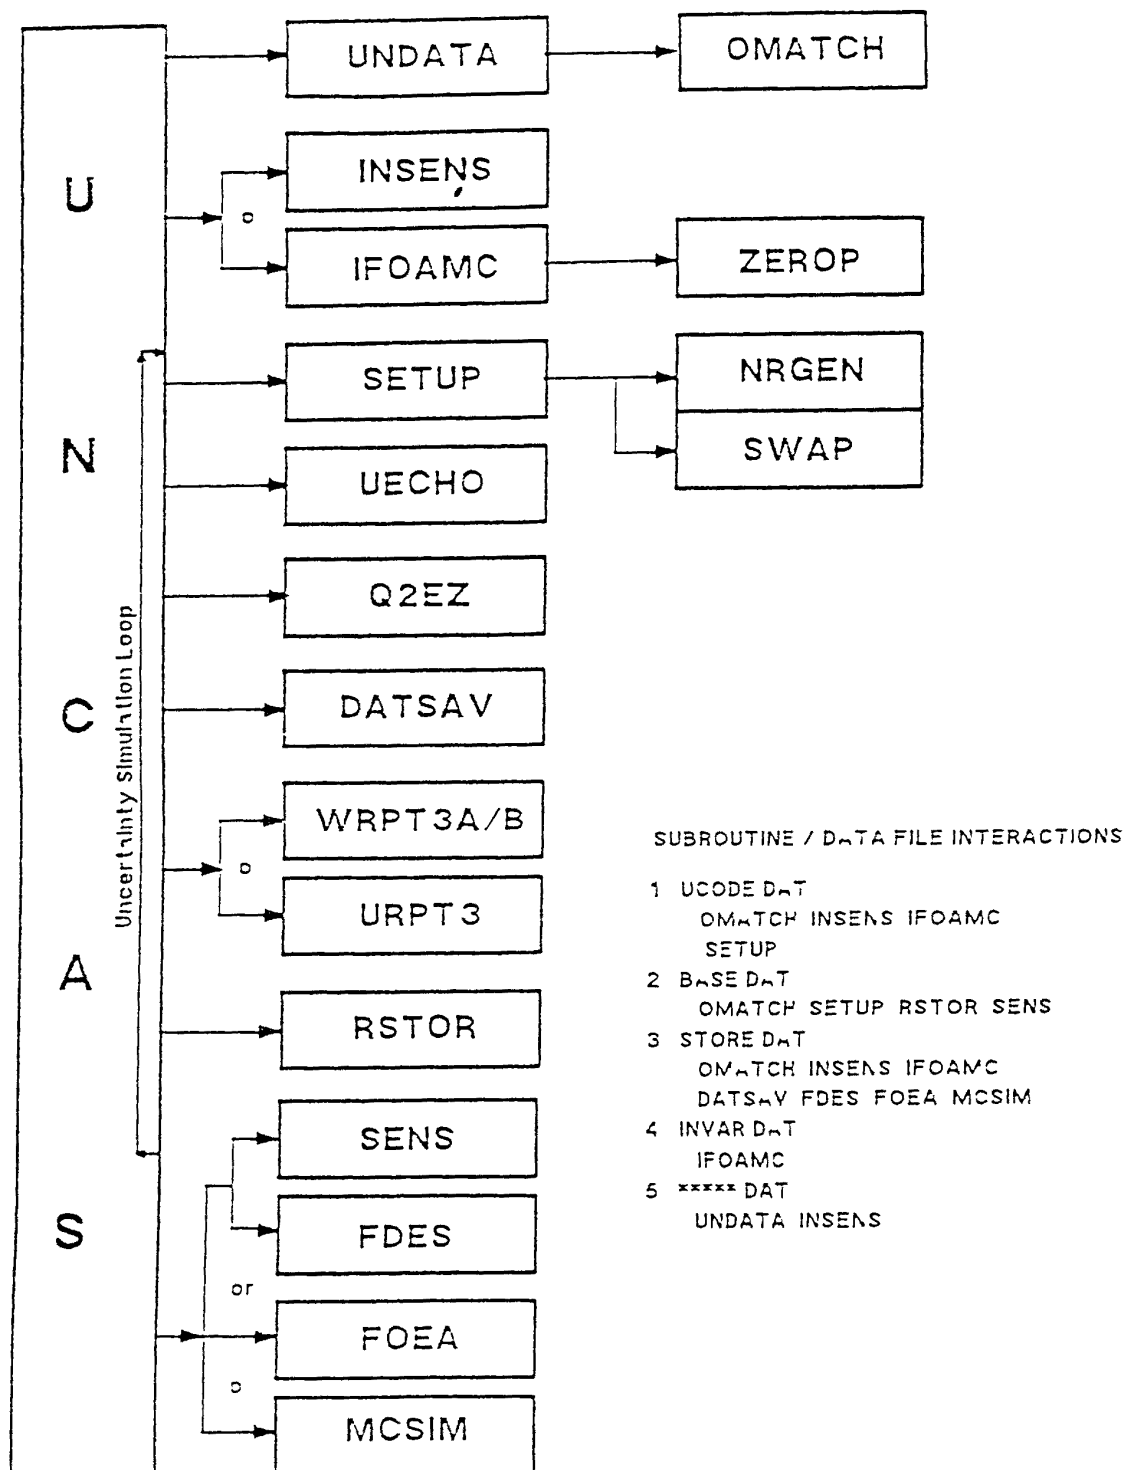 UNCAS
UNDATA
OMATCH
INSENS
o
IFOAMC
ZEROP
SETUP
NRGEN
SWAP
UECHO
Q2EZ
DATSAV
WRPT3A/B
o
URPT3
RSTOR
SENS
FDES
or
FOEA
o
MCSIM
Uncertainty Simulation Loop
SUBROUTINE / DATA FILE INTERACTIONS
1 UCODE DAT
OMATCH INSENS IFOAMC
SETUP
2 BASE DAT
OMATCH SETUP RSTOR SENS
3 STORE DAT
OMATCH INSENS IFOAMC
DATSAV FDES FOEA MCSIM
4 INVAR DAT
IFOAMC
5 ***** DAT
UNDATA INSENS